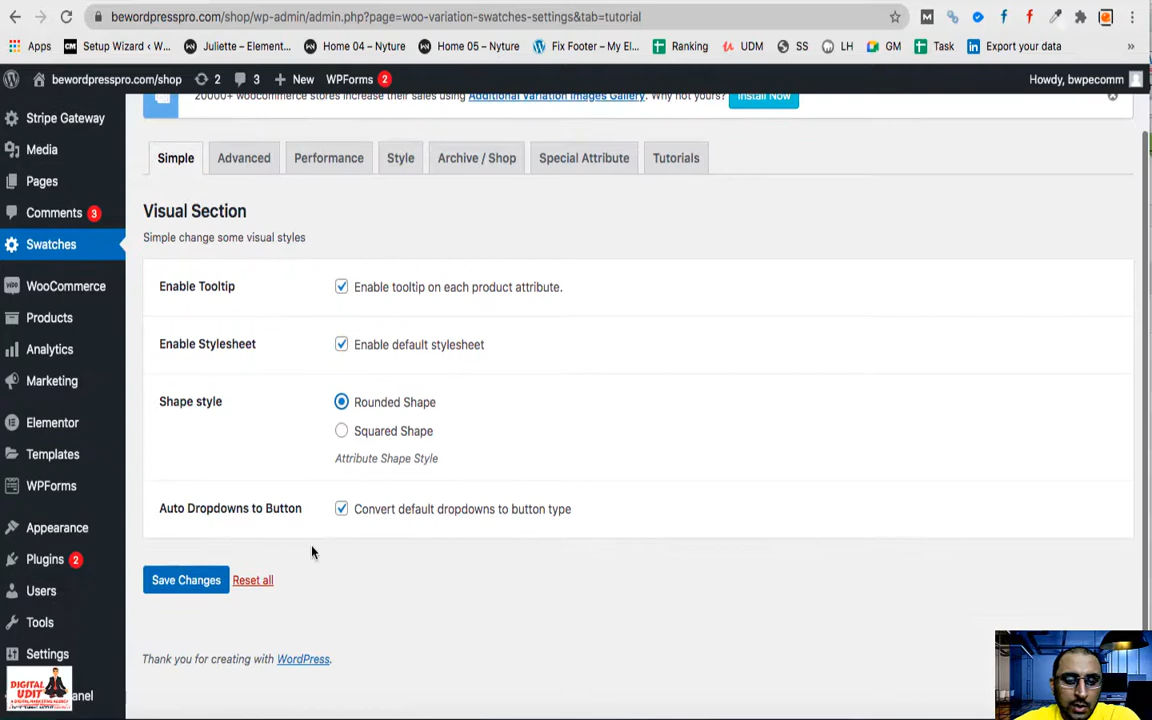 bewordpresspro.com/shop/wp-admin/admin.php?page=woo-variation-swatches-settings&tab=tutorial
Apps
Setup Wizard ‹ W...
Juliette – Element...
Home 04 – Nyture
Home 05 – Nyture
Fix Footer – My El...
Ranking
UDM
SS
LH
GM
Task
Export your data
»
bewordpresspro.com/shop
2
3
New
WPForms 2
Howdy, bwpecomm
20000+ woocommerce stores increase their sales using Additional Variation Images Gallery. Why not yours?
Install Now
Stripe Gateway
Media
Pages
Comments 3
Swatches
WooCommerce
Products
Analytics
Marketing
Elementor
Templates
WPForms
Appearance
Plugins 2
Users
Tools
Settings
Simple
Advanced
Performance
Style
Archive / Shop
Special Attribute
Tutorials
Visual Section
Simple change some visual styles
Enable Tooltip
Enable tooltip on each product attribute.
Enable Stylesheet
Enable default stylesheet
Shape style
Rounded Shape
Squared Shape
Attribute Shape Style
Auto Dropdowns to Button
Convert default dropdowns to button type
Save Changes
Reset all
Thank you for creating with WordPress.
DIGITAL
UDIT
A DIGITAL MARKETING AGENCY